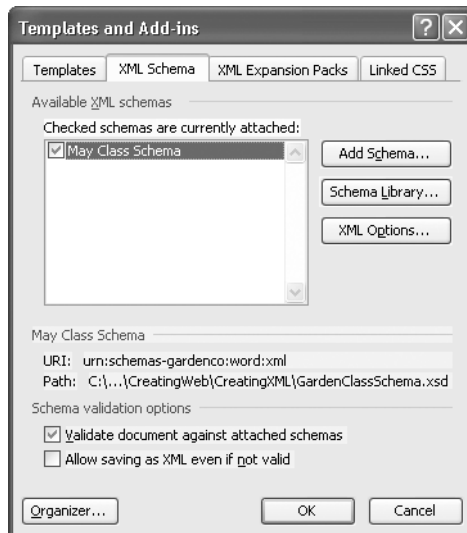 Templates and Add-ins
Templates XML Schema XML Expansion Packs Linked CSS
Available XML schemas
Checked schemas are currently attached:
May Class Schema
Add Schema...
Schema Library...
XML Options...
May Class Schema
URI: urn:schemas-gardenco:word:xml
Path: C:\...\CreatingWeb\CreatingXML\GardenClassSchema.xsd
Schema validation options
Validate document against attached schemas
Allow saving as XML even if not valid
Organizer... OK Cancel